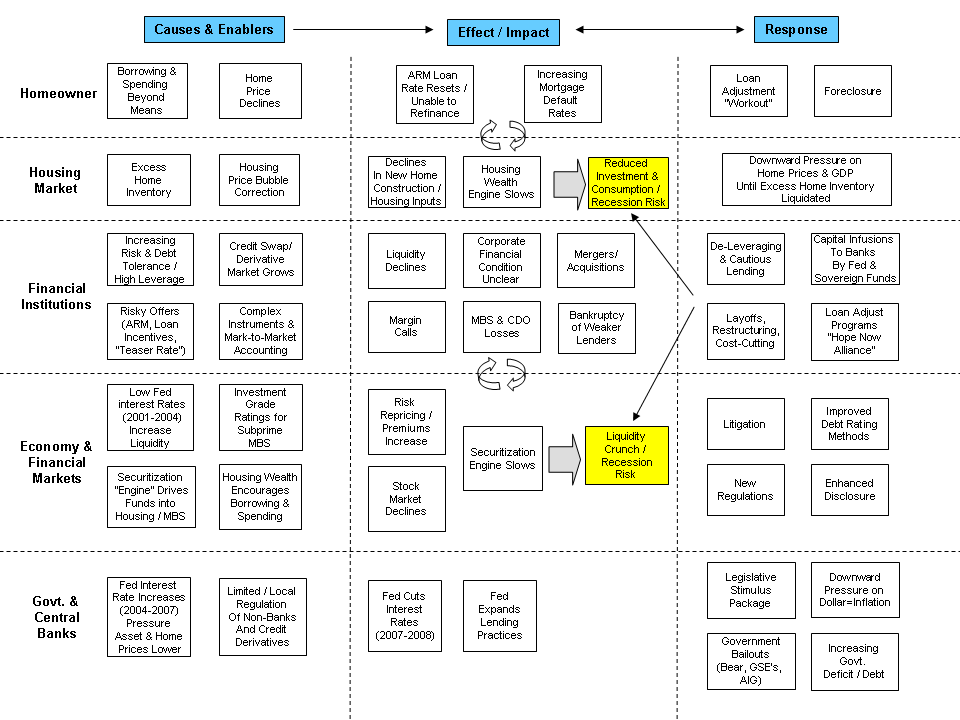 Causes & Enablers
Effect / Impact
Response
Homeowner
Borrowing &
Spending
Beyond
Means
Home
Price
Declines
ARM Loan
Rate Resets /
Unable to
Refinance
Increasing
Mortgage
Default
Rates
Loan
Adjustment
"Workout"
Foreclosure
Housing
Market
Excess
Home
Inventory
Housing
Price Bubble
Correction
Declines
In New Home
Construction /
Housing Inputs
Housing
Wealth
Engine Slows
Reduced
Investment &
Consumption /
Recession Risk
Downward Pressure on
Home Prices & GDP
Until Excess Home Inventory
Liquidated
Financial
Institutions
Increasing
Risk & Debt
Tolerance /
High Leverage
Credit Swap/
Derivative
Market Grows
Liquidity
Declines
Corporate
Financial
Condition
Unclear
Mergers/
Acquisitions
De-Leveraging
& Cautious
Lending
Capital Infusions
To Banks
By Fed &
Sovereign Funds
Risky Offers
(ARM, Loan
Incentives,
"Teaser Rate")
Complex
Instruments &
Mark-to-Market
Accounting
Margin
Calls
MBS & CDO
Losses
Bankruptcy
of Weaker
Lenders
Layoffs,
Restructuring,
Cost-Cutting
Loan Adjust
Programs
"Hope Now
Alliance"
Economy &
Financial
Markets
Low Fed
interest Rates
(2001-2004)
Increase
Liquidity
Investment
Grade
Ratings for
Subprime
MBS
Risk
Repricing /
Premiums
Increase
Securitization
Engine Slows
Liquidity
Crunch /
Recession
Risk
Litigation
Improved
Debt Rating
Methods
Securitization
"Engine" Drives
Funds into
Housing / MBS
Housing Wealth
Encourages
Borrowing &
Spending
Stock
Market
Declines
New
Regulations
Enhanced
Disclosure
Govt. &
Central
Banks
Fed Interest
Rate Increases
(2004-2007)
Pressure
Asset & Home
Prices Lower
Limited / Local
Regulation
Of Non-Banks
And Credit
Derivatives
Fed Cuts
Interest
Rates
(2007-2008)
Fed
Expands
Lending
Practices
Legislative
Stimulus
Package
Downward
Pressure on
Dollar=Inflation
Government
Bailouts
(Bear, GSE's,
AIG)
Increasing
Govt.
Deficit / Debt